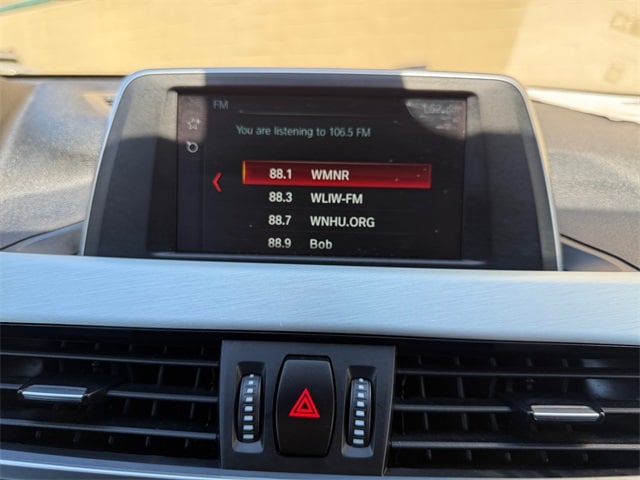 FM
You are listening to 106.5 FM
88.1 WMNR
88.3 WLIW-FM
88.7 WNHU.ORG
88.9 Bob